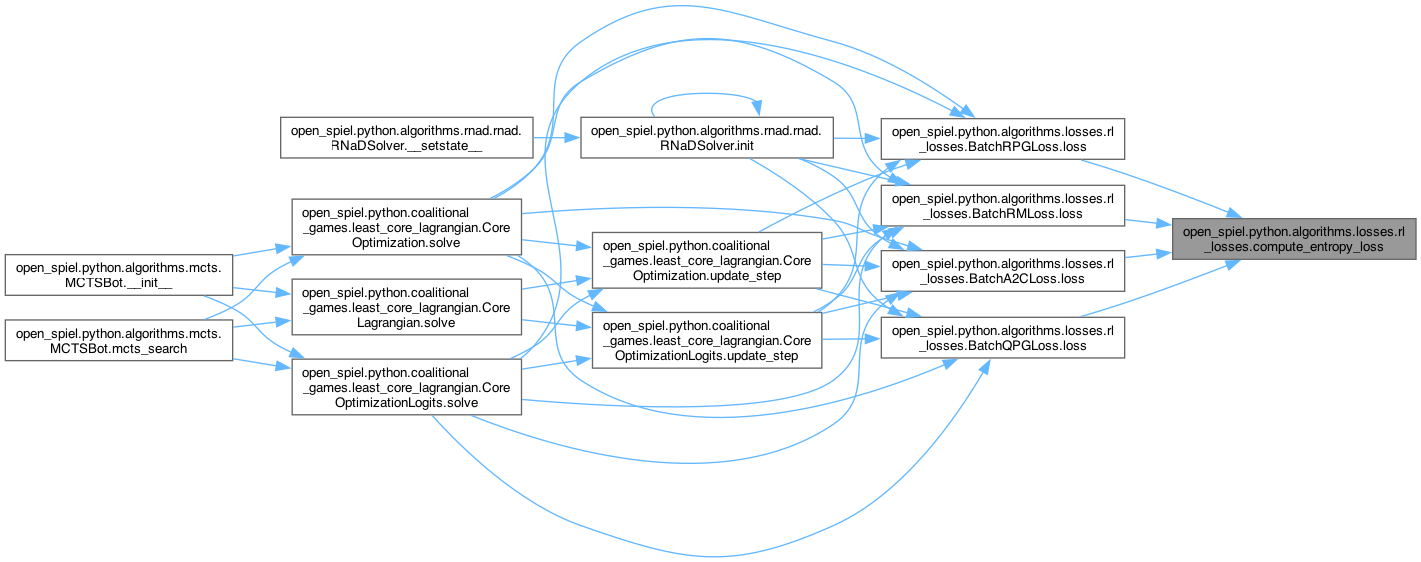 open_spiel.python.algorithms.rnad.rnad.
RNaDSolver.__setstate__
open_spiel.python.algorithms.rnad.rnad.
RNaDSolver.init
open_spiel.python.algorithms.losses.rl
_losses.BatchRPGLoss.loss
open_spiel.python.algorithms.losses.rl
_losses.BatchRMLoss.loss
open_spiel.python.coalitional
_games.least_core_lagrangian.Core
Optimization.solve
open_spiel.python.algorithms.losses.rl
_losses.compute_entropy_loss
open_spiel.python.coalitional
_games.least_core_lagrangian.Core
Optimization.update_step
open_spiel.python.algorithms.losses.rl
_losses.BatchA2CLoss.loss
open_spiel.python.algorithms.mcts.
MCTSBot.__init__
open_spiel.python.coalitional
_games.least_core_lagrangian.Core
Lagrangian.solve
open_spiel.python.algorithms.mcts.
MCTSBot.mcts_search
open_spiel.python.coalitional
_games.least_core_lagrangian.Core
OptimizationLogits.update_step
open_spiel.python.algorithms.losses.rl
_losses.BatchQPGLoss.loss
open_spiel.python.coalitional
_games.least_core_lagrangian.Core
OptimizationLogits.solve